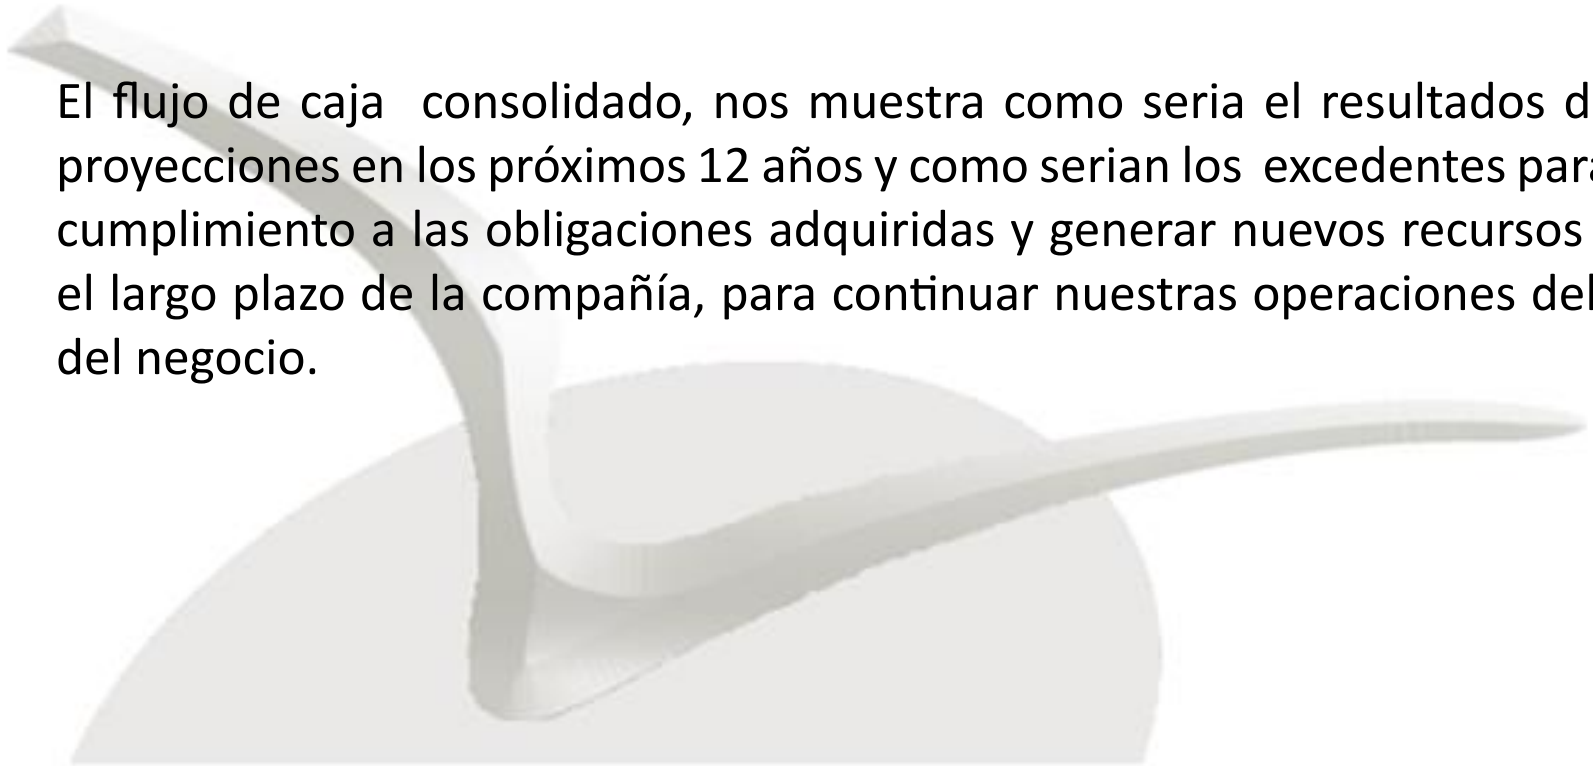 El flujo de caja consolidado, nos muestra como seria el resultados
proyecciones en los próximos 12 años y como serian los excedentes para
cumplimiento a las obligaciones adquiridas y generar nuevos recursos
el largo plazo de la compañía, para continuar nuestras operaciones del
del negocio.